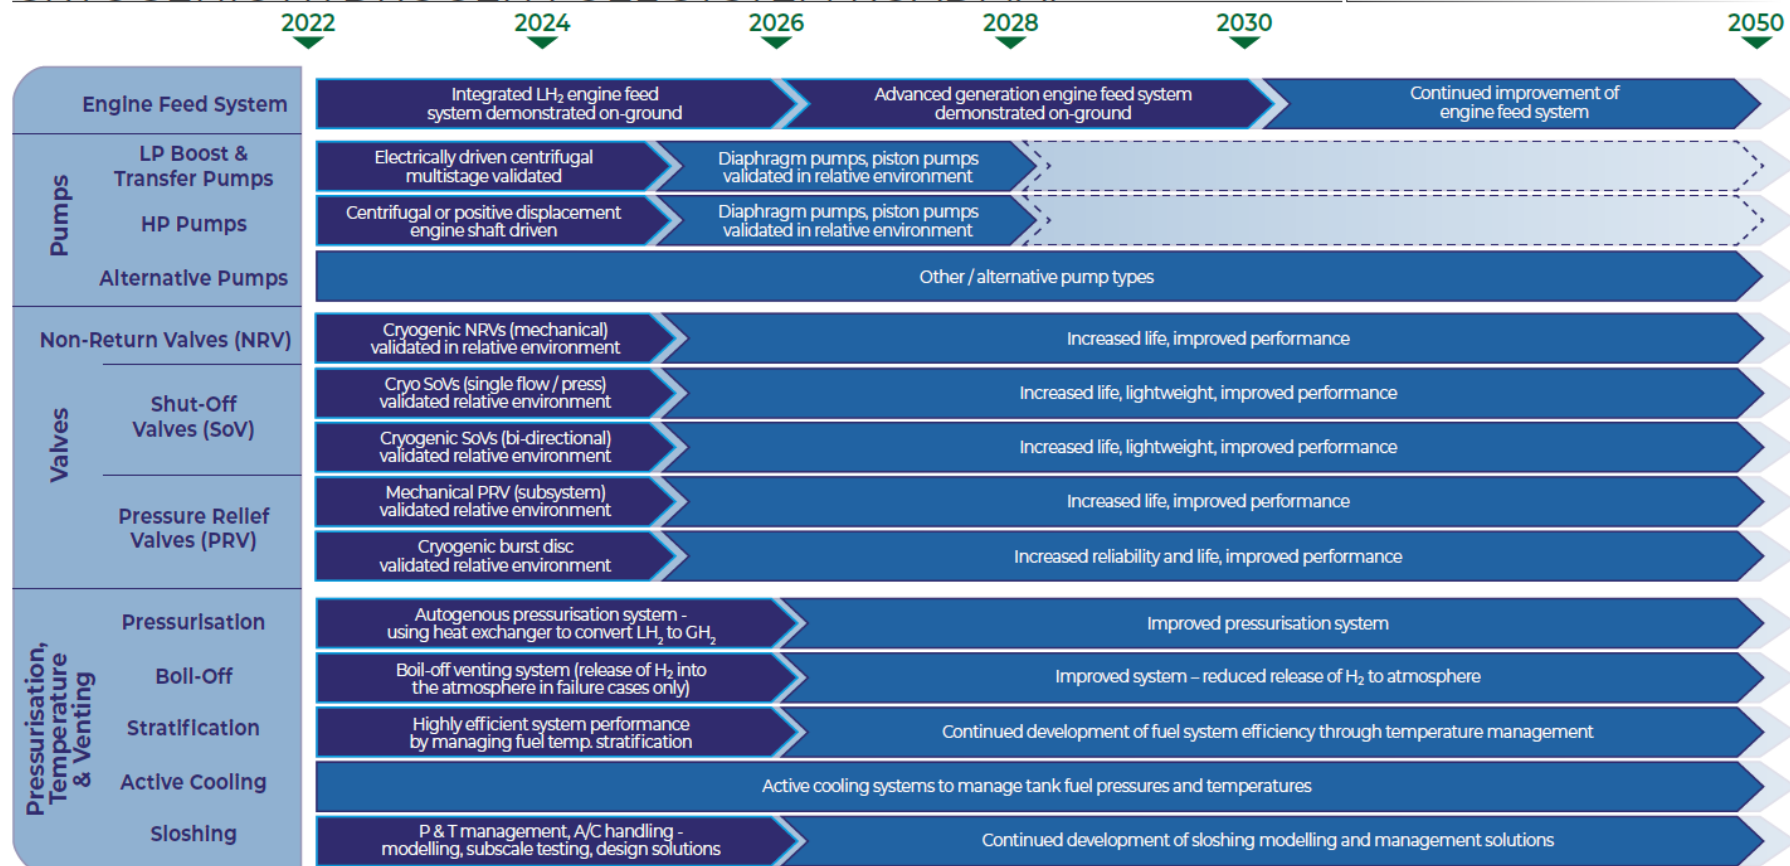 CRYOGENIC HYDROGEN FUEL SYSTEM ROADMAP
2022 2024 2026 2028 2030 2050
Engine Feed System
Integrated LH₂ engine feed
system demonstrated on-ground
Advanced generation engine feed system
demonstrated on-ground
Continued improvement of
engine feed system
Pumps
LP Boost &
Transfer Pumps
Electrically driven centrifugal
multistage validated
Diaphragm pumps, piston pumps
validated in relative environment
HP Pumps
Centrifugal or positive displacement
engine shaft driven
Diaphragm pumps, piston pumps
validated in relative environment
Alternative Pumps
Other / alternative pump types
Valves
Non-Return Valves (NRV)
Cryogenic NRVs (mechanical)
validated in relative environment
Increased life, improved performance
Shut-Off
Valves (SoV)
Cryo SoVs (single flow / press)
validated relative environment
Increased life, lightweight, improved performance
Cryogenic SoVs (bi-directional)
validated relative environment
Increased life, lightweight, improved performance
Pressure Relief
Valves (PRV)
Mechanical PRV (subsystem)
validated relative environment
Increased life, improved performance
Cryogenic burst disc
validated relative environment
Increased reliability and life, improved performance
Pressurisation,
Temperature
& Venting
Pressurisation
Autogenous pressurisation system -
using heat exchanger to convert LH₂ to GH₂
Improved pressurisation system
Boil-Off
Boil-off venting system (release of H₂ into
the atmosphere in failure cases only)
Improved system – reduced release of H₂ to atmosphere
Stratification
Highly efficient system performance
by managing fuel temp. stratification
Continued development of fuel system efficiency through temperature management
Active Cooling
Active cooling systems to manage tank fuel pressures and temperatures
Sloshing
P & T management, A/C handling -
modelling, subscale testing, design solutions
Continued development of sloshing modelling and management solutions